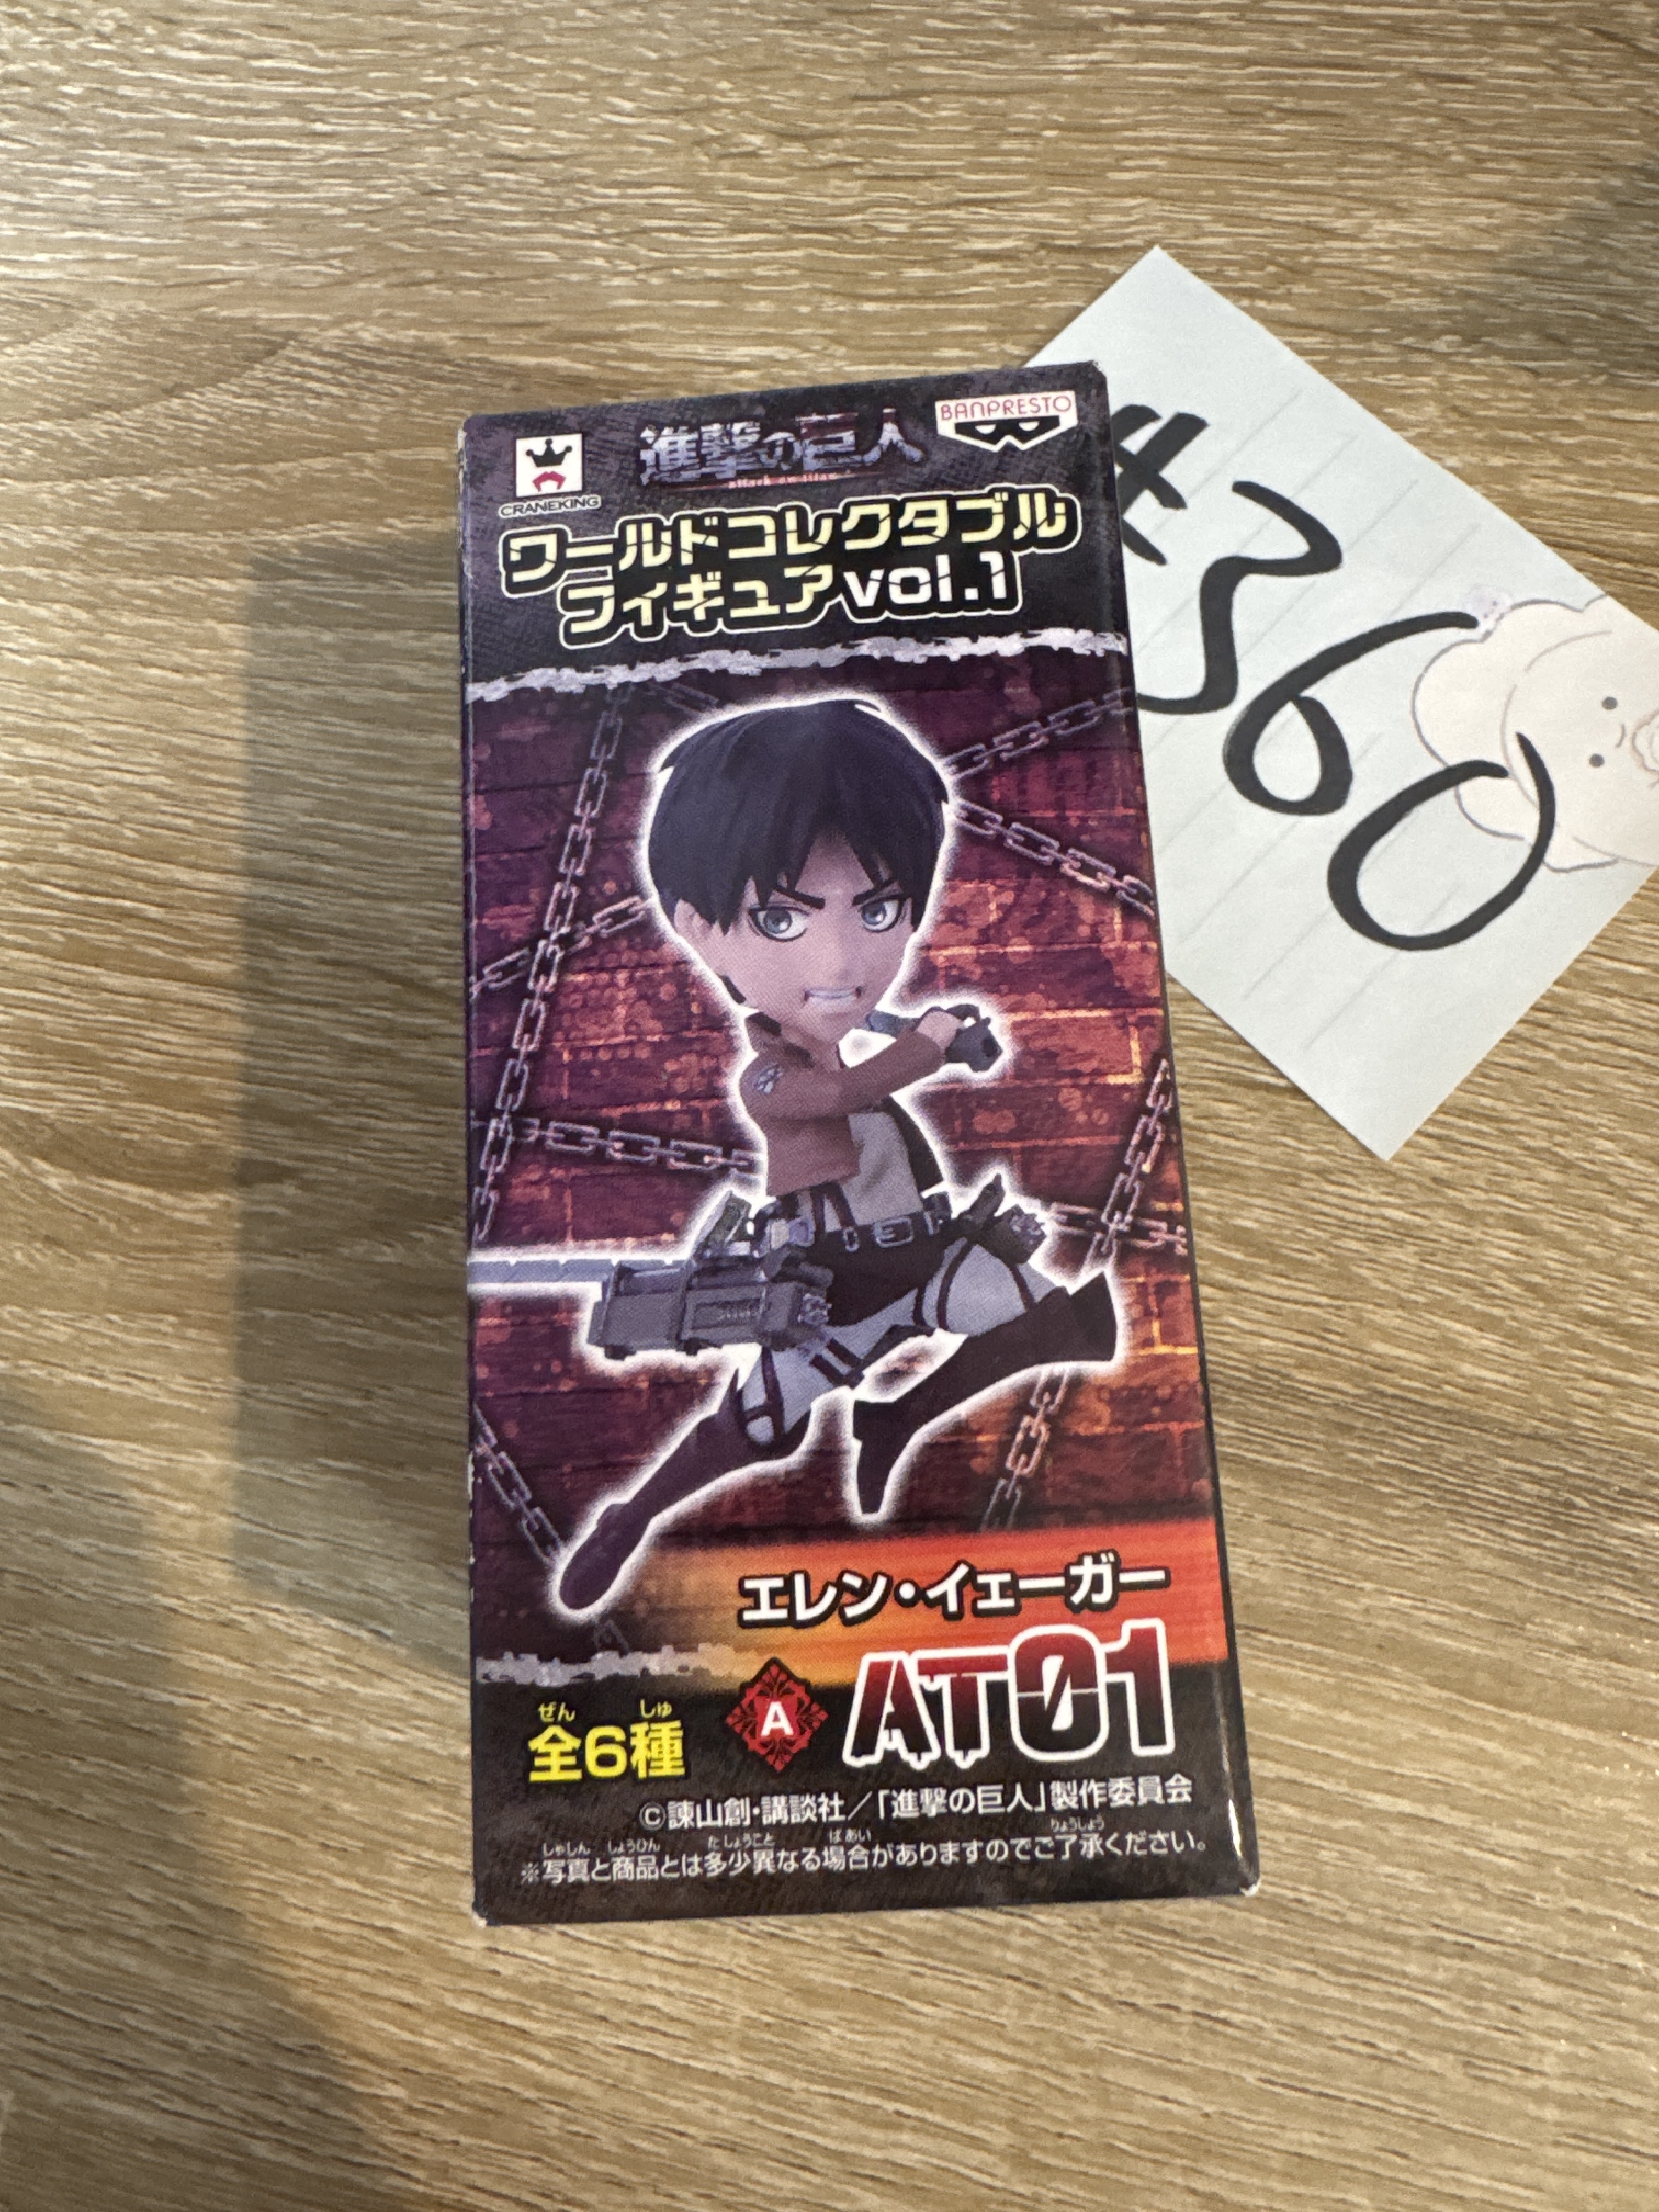 CRANEKING
進撃の巨人
attack on titan
BANPRESTO
ワールドコレクタブル
フィギュアvol.1
#360
エレン・イェーガー
A
AT01
ぜん しゅ
全6種
©諫山創・講談社／「進撃の巨人」製作委員会
しゃしん しょうひん たしょうこと ばあい りょうしょう
※写真と商品とは多少異なる場合がありますのでご了承ください。